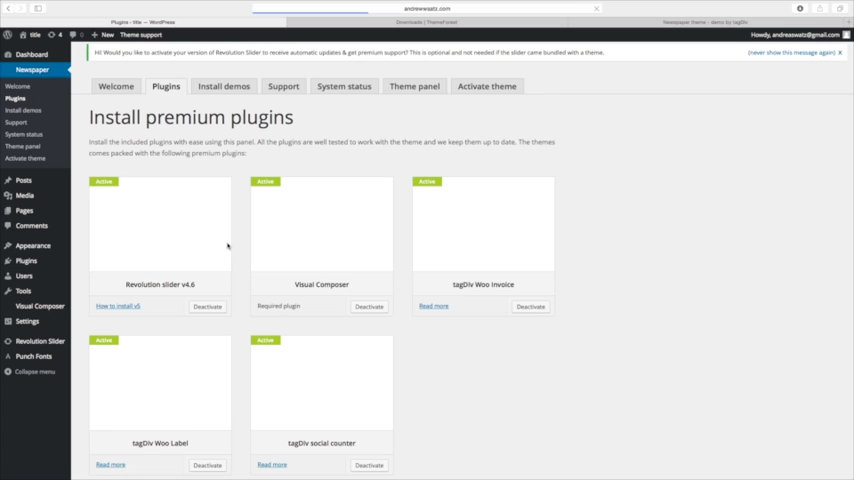 andrewwaatz.com
Plugins ‹ title — WordPress
Downloads | ThemeForest
Newspaper theme - demo by tagDiv
title
4
0
New
Theme support
Howdy, andreaswatz@gmail.com
Dashboard
Newspaper
Welcome
Plugins
Install demos
Support
System status
Theme panel
Activate theme
Posts
Media
Pages
Comments
Appearance
Plugins
Users
Tools
Visual Composer
Settings
Revolution Slider
Punch Fonts
Collapse menu
Hi! Would you like to activate your version of Revolution Slider to receive automatic updates & get premium support? This is optional and not needed if the slider came bundled with a theme.
(never show this message again) X
Welcome
Plugins
Install demos
Support
System status
Theme panel
Activate theme
Install premium plugins
Install the included plugins with ease using this panel. All the plugins are well tested to work with the theme and we keep them up to date. The themes
comes packed with the following premium plugins:
Active
Active
Active
Revolution slider v4.6
Visual Composer
tagDiv Woo Invoice
How to install v5
Deactivate
Required plugin
Deactivate
Read more
Deactivate
Active
Active
tagDiv Woo Label
tagDiv social counter
Read more
Deactivate
Read more
Deactivate